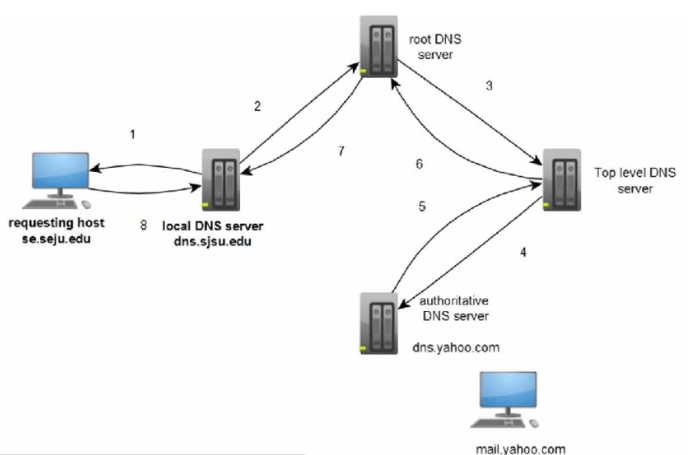 root DNS
server
3
2
1
7
6
Top level DNS
server
5
requesting host
se.seju.edu
8
local DNS server
dns.sjsu.edu
4
authoritative
DNS server
dns.yahoo.com
mail.yahoo.com